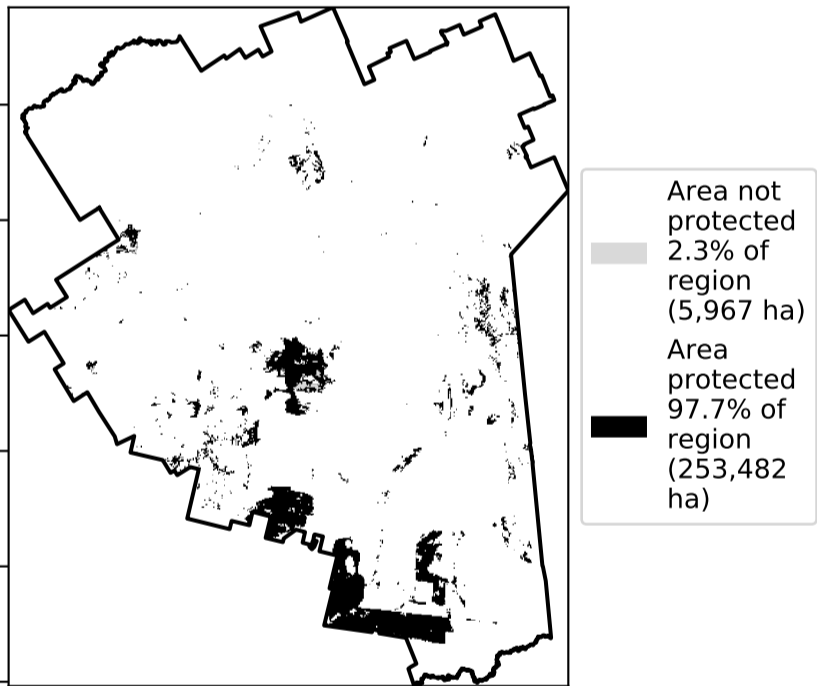 Area not
protected
2.3% of
region
(5,967 ha)
Area
protected
97.7% of
region
(253,482
ha)